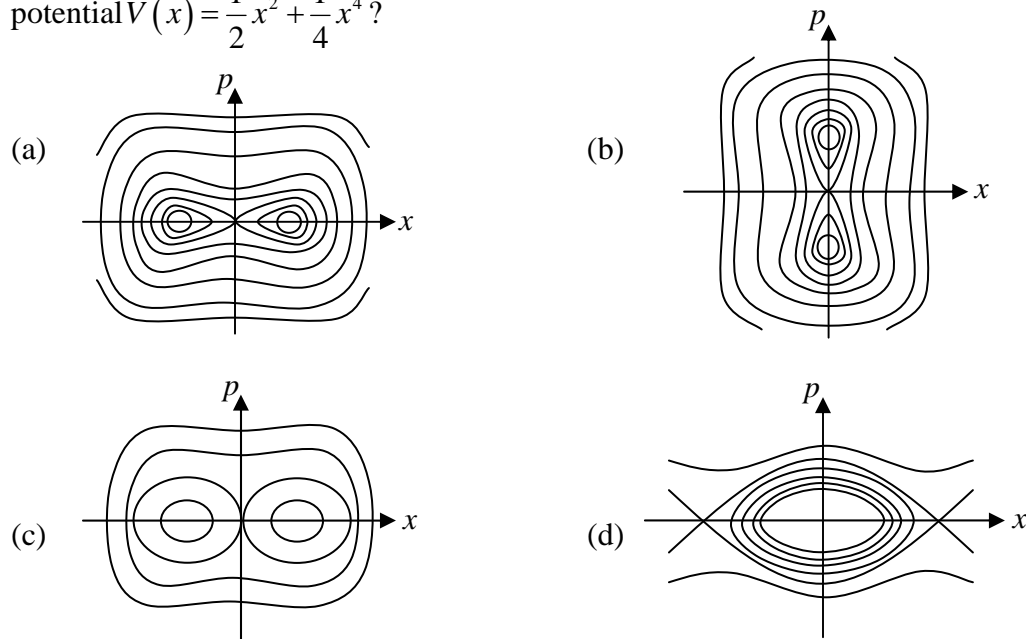 potential V(x) = 1/2 x² + 1/4 x⁴ ?
(a) p x
(b) p x
(c) p x
(d) p x